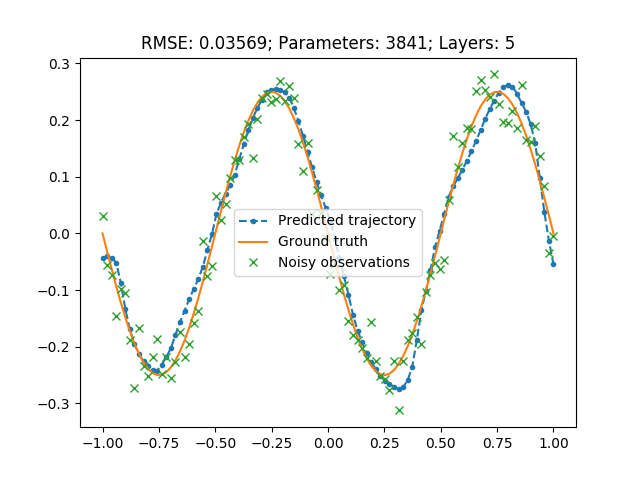 RMSE: 0.03569; Parameters: 3841; Layers: 5
0.3
0.2
0.1
0.0
−0.1
−0.2
−0.3
Predicted trajectory
Ground truth
Noisy observations
−1.00 −0.75 −0.50 −0.25 0.00 0.25 0.50 0.75 1.00